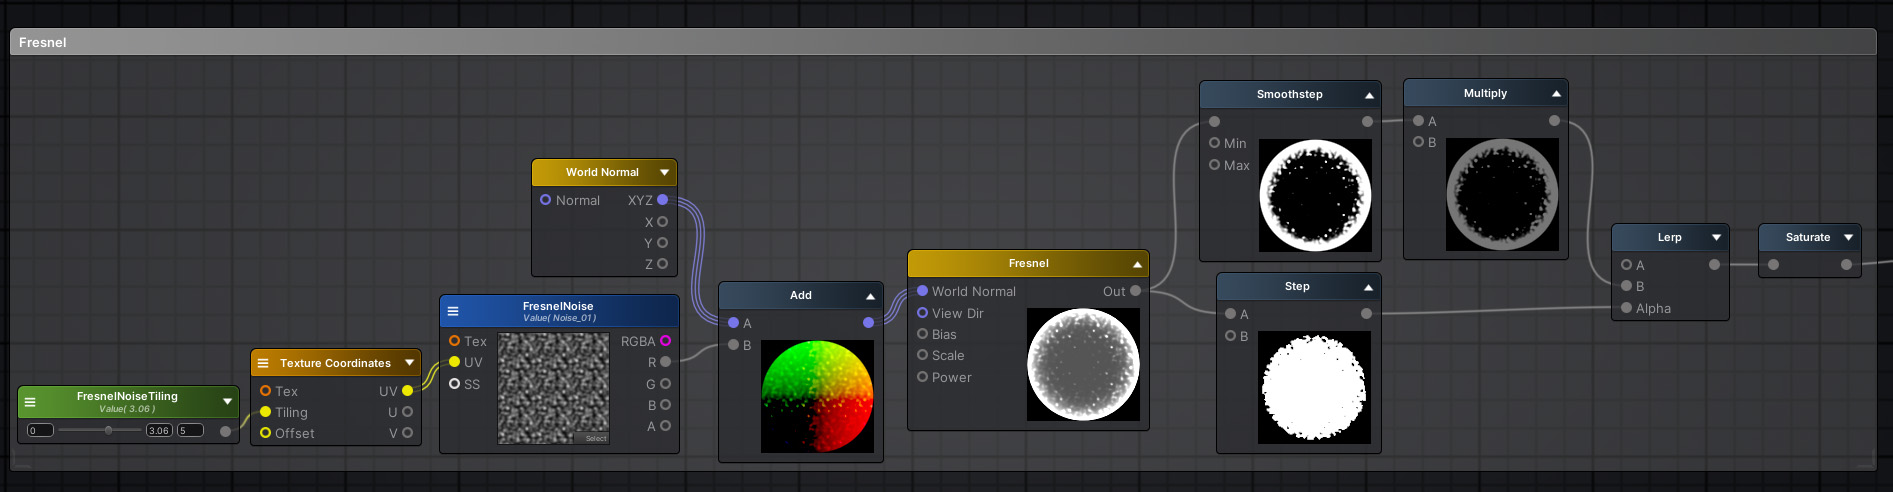 Fresnel
FresnelNoiseTiling
Value( 3.06 )
0
3.06
5
Texture Coordinates
Tex
UV
Tiling
U
Offset
V
FresnelNoise
Value( Noise_01 )
Tex
RGBA
UV
R
SS
G
B
A
Select
World Normal
Normal
XYZ
X
Y
Z
Add
A
B
Fresnel
World Normal
Out
View Dir
Bias
Scale
Power
Smoothstep
Min
Max
Multiply
A
B
Step
A
B
Lerp
A
B
Alpha
Saturate